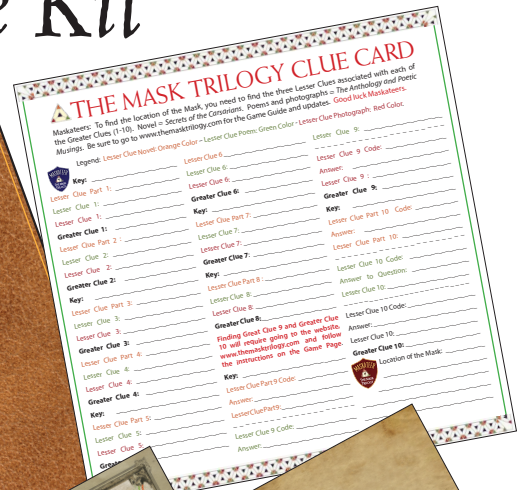 Kit
THE MASK TRILOGY CLUE CARD
Maskateers: To find the location of the Mask, you need to find the three Lesser Clues associated with each of
the Greater Clues (1-10). Novel = Secrets of the Carsarians. Poems and photographs = The Anthology and Poetic
Musings. Be sure to go to www.themasktrilogy.com for the Game Guide and updates. Good luck Maskateers.
Legend: Lesser Clue Novel: Orange Color - Lesser Clue Poem: Green Color - Lesser Clue Photograph: Red Color.
Key:
Lesser Clue Part 1:
Lesser Clue 1:
Lesser Clue 1:
Greater Clue 1:
Lesser Clue Part 2 :
Lesser Clue 2:
Lesser Clue 2:
Greater Clue 2:
Key:
Lesser Clue Part 3:
Lesser Clue 3:
Lesser Clue 3:
Greater Clue 3:
Lesser Clue Part 4:
Lesser Clue 4:
Lesser Clue 4:
Greater Clue 4:
Key:
Lesser Clue Part 5:
Lesser Clue 5:
Lesser Clue 5:
Lesser Clue 6
Lesser Clue 6:
Lesser Clue 6:
Greater Clue 6:
Key:
Lesser Clue Part 7:
Lesser Clue 7:
Lesser Clue 7:
Greater Clue 7:
Key:
Lesser Clue Part 8 :
Lesser Clue 8:
Lesser Clue 8:
Greater Clue 8:
Finding Great Clue 9 and Greater Clue
10 will require going to the website,
www.themasktrilogy.com and follow
the instructions on the Game Page.
Key:
Lesser Clue Part 9 Code:
Answer:
Lesser Clue Part 9:
Lesser Clue 9 Code:
Answer:
Lesser Clue 9:
Lesser Clue 9 Code:
Answer:
Lesser Clue 9 :
Greater Clue 9:
Key:
Lesser Clue Part 10 Code:
Answer:
Lesser Clue Part 10:
Lesser Clue 10 Code:
Answer to Question:
Lesser Clue 10:
Lesser Clue 10 Code:
Answer:
Lesser Clue 10:
Greater Clue 10:
Location of the Mask: